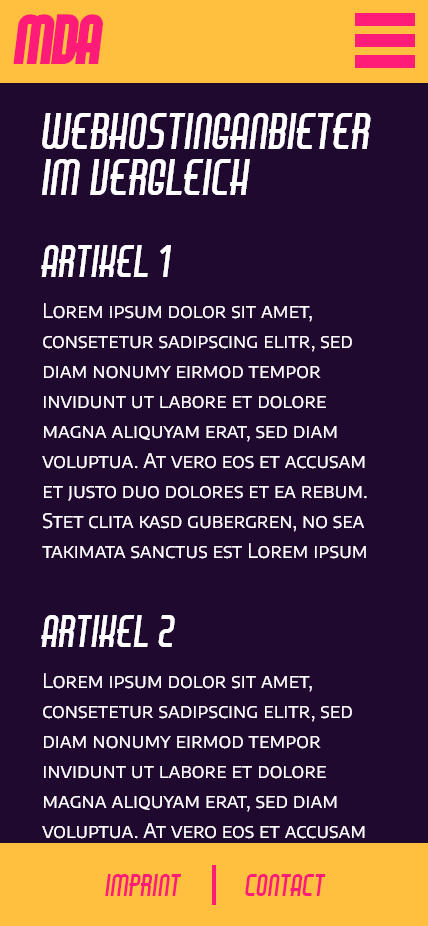 MDA
WEBHOSTINGANBIETER
IM VERGLEICH
ARTIKEL 1
Lorem ipsum dolor sit amet,
consetetur sadipscing elitr, sed
diam nonumy eirmod tempor
invidunt ut labore et dolore
magna aliquyam erat, sed diam
voluptua. At vero eos et accusam
et justo duo dolores et ea rebum.
Stet clita kasd gubergren, no sea
takimata sanctus est Lorem ipsum
ARTIKEL 2
Lorem ipsum dolor sit amet,
consetetur sadipscing elitr, sed
diam nonumy eirmod tempor
invidunt ut labore et dolore
magna aliquyam erat, sed diam
voluptua. At vero eos et accusam
IMPRINT | CONTACT